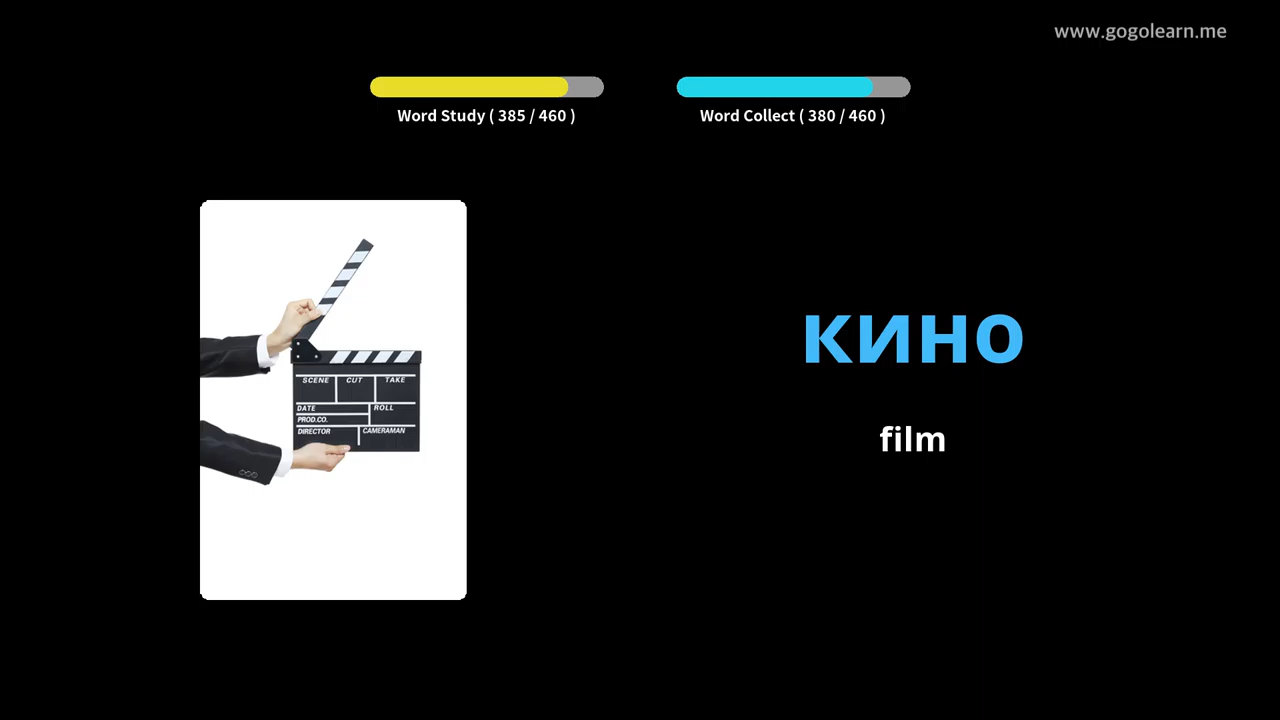 www.gogolearn.me
Word Study ( 385 / 460 )
Word Collect ( 380 / 460 )
кино
film
SCENE CUT TAKE
DATE ROLL
PROD.CO.
DIRECTOR CAMERAMAN